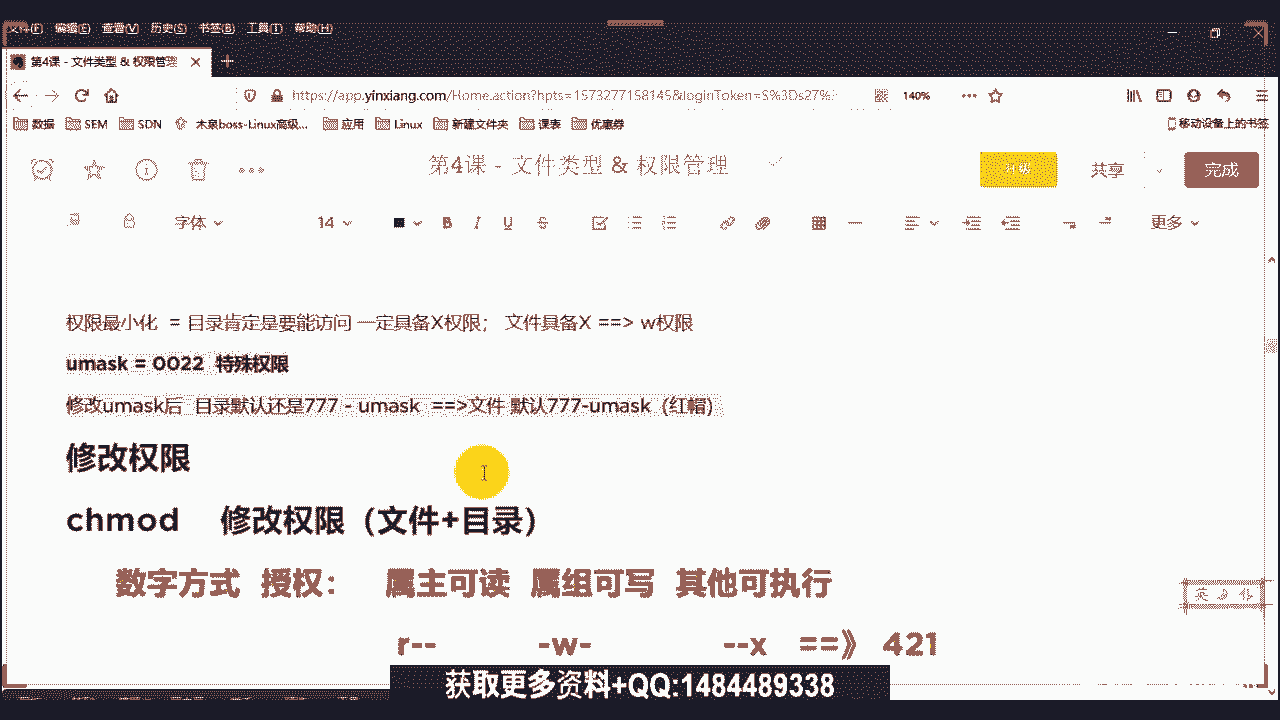 文件(F) 编辑(E) 查看(V) 历史(S) 书签(B) 工具(T) 帮助(H)
第4课 - 文件类型 & 权限管理
https://app.yinxiang.com/Home.action?hpts=1573277158145&loginToken=S%3Ds27%
140%
数据 SEM SDN 木泉boss-Linux高级... 应用 Linux 新建文件夹 课表 优惠券 移动设备上的书签
第4课 - 文件类型 & 权限管理
共享 完成
字体 14 B I U S 更多
权限最小化 = 目录肯定是要能访问 一定具备X权限； 文件具备X ==> w权限
umask = 0022 特殊权限
修改umask后 目录默认还是777 - umask ==>文件 默认777-umask（红帽）
修改权限
chmod 修改权限（文件+目录）
数字方式 授权： 属主可读 属组可写 其他可执行
r-- -w- --x ==》 421
英
获取更多资料+QQ:1484489338